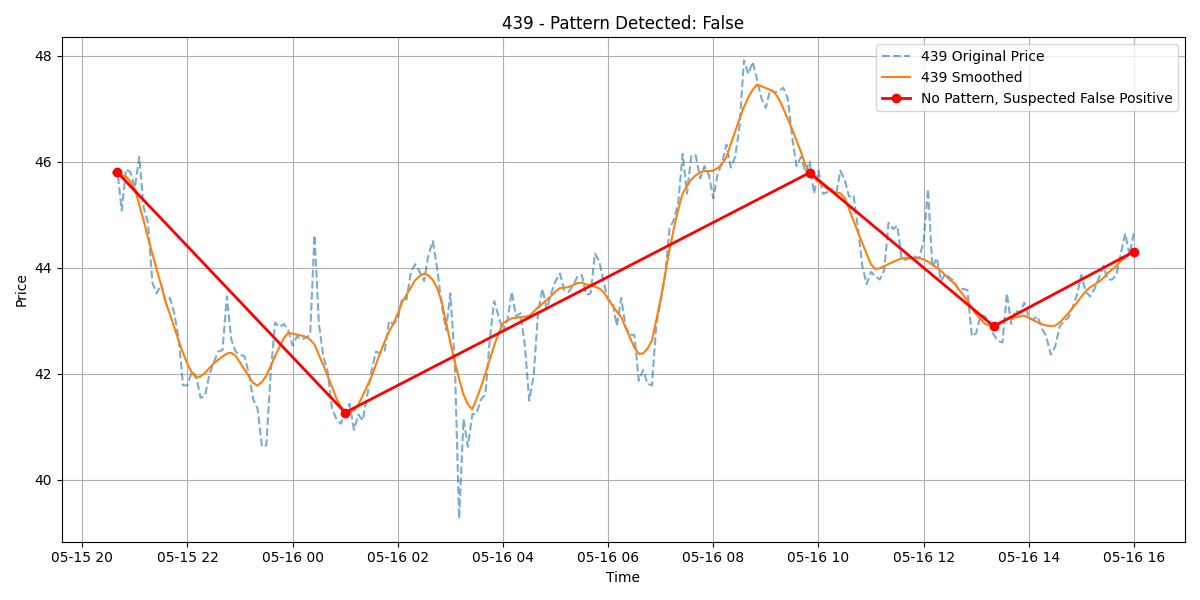 439 - Pattern Detected: False
439 Original Price
439 Smoothed
No Pattern, Suspected False Positive
Price
48
46
44
42
40
05-15 20 05-15 22 05-16 00 05-16 02 05-16 04 05-16 06 05-16 08 05-16 10 05-16 12 05-16 14 05-16 16
Time